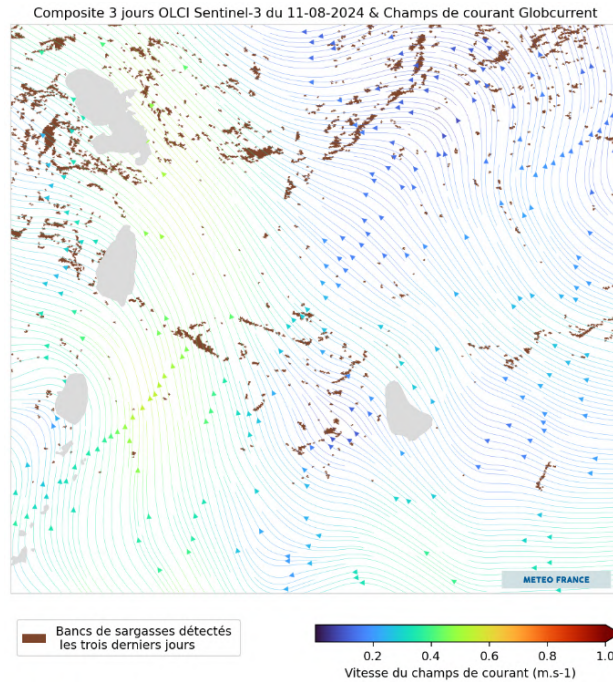 Composite 3 jours OLCI Sentinel-3 du 11-08-2024 & Champs de courant Globcurrent
METEO FRANCE
Bancs de sargasses détectés
les trois derniers jours
0.2 0.4 0.6 0.8 1.0
Vitesse du champs de courant (m.s-1)